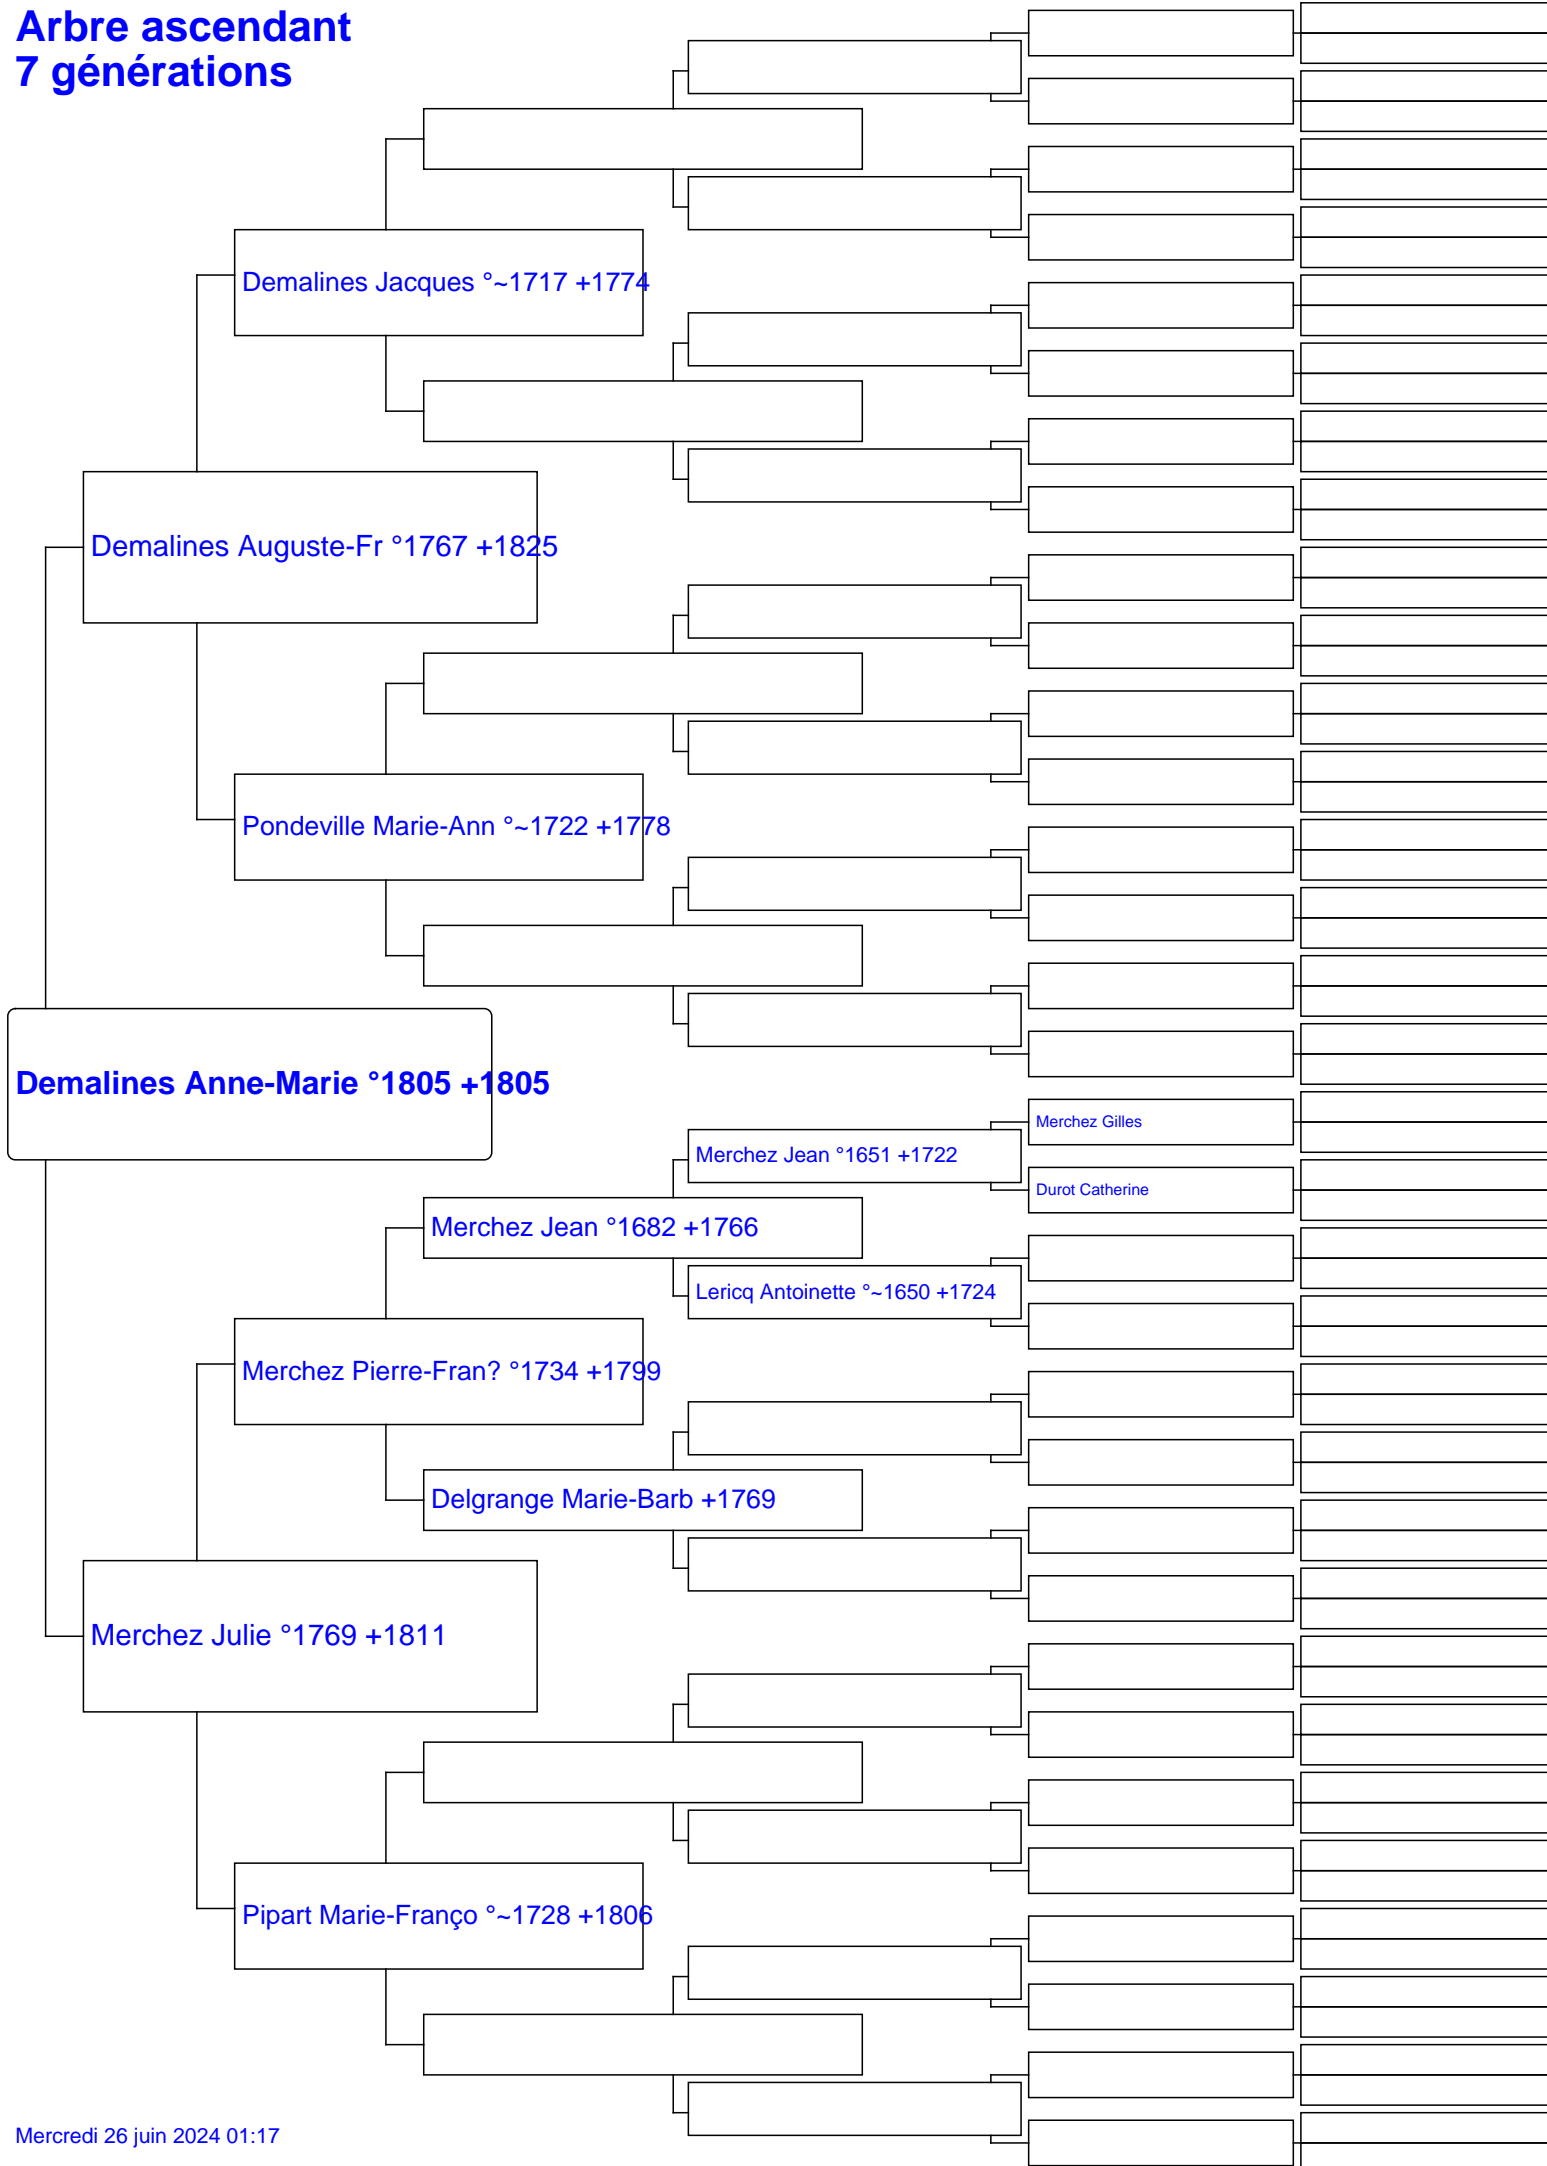 Arbre ascendant
7 générations
Demalines Jacques °~1717 +1774
Demalines Auguste-Fr °1767 +1825
Pondeville Marie-Ann °~1722 +1778
Demalines Anne-Marie °1805 +1805
Merchez Gilles
Merchez Jean °1651 +1722
Durot Catherine
Merchez Jean °1682 +1766
Lericq Antoinette °~1650 +1724
Merchez Pierre-Fran? °1734 +1799
Delgrange Marie-Barb +1769
Merchez Julie °1769 +1811
Pipart Marie-Franço °~1728 +1806
Mercredi 26 juin 2024 01:17